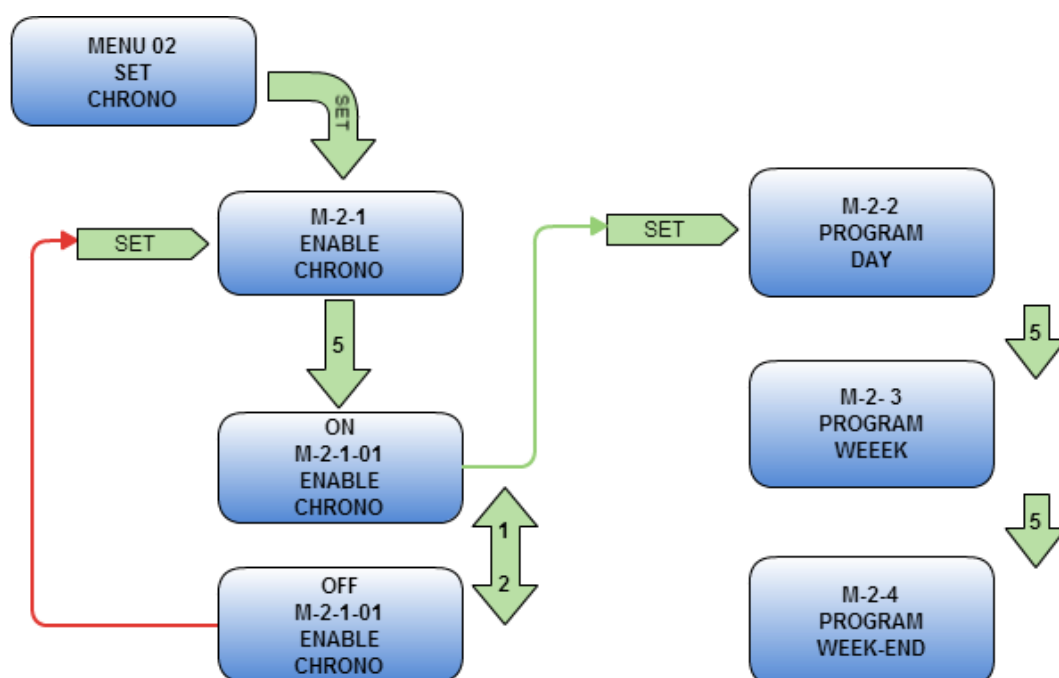 MENU 02
SET
CHRONO
SET
M-2-1
ENABLE
CHRONO
SET
5
ON
M-2-1-01
ENABLE
CHRONO
1
2
OFF
M-2-1-01
ENABLE
CHRONO
SET
M-2-2
PROGRAM
DAY
5
M-2- 3
PROGRAM
WEEEK
5
M-2-4
PROGRAM
WEEK-END